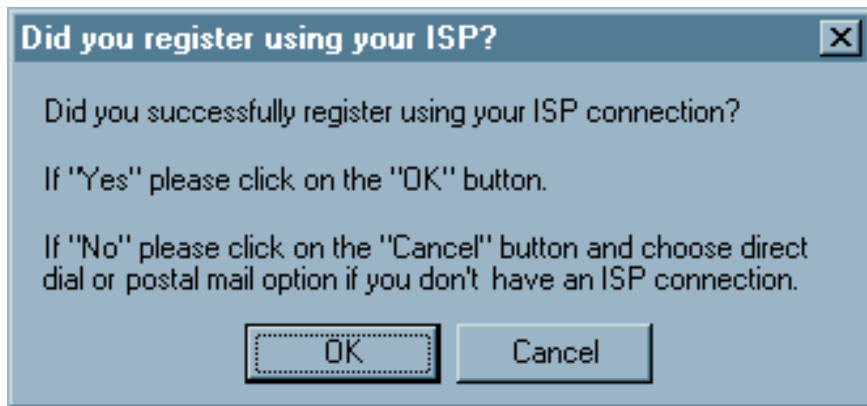 Did you register using your ISP?
Did you successfully register using your ISP connection?
If "Yes" please click on the "OK" button.
If "No" please click on the "Cancel" button and choose direct
dial or postal mail option if you don't have an ISP connection.
OK
Cancel